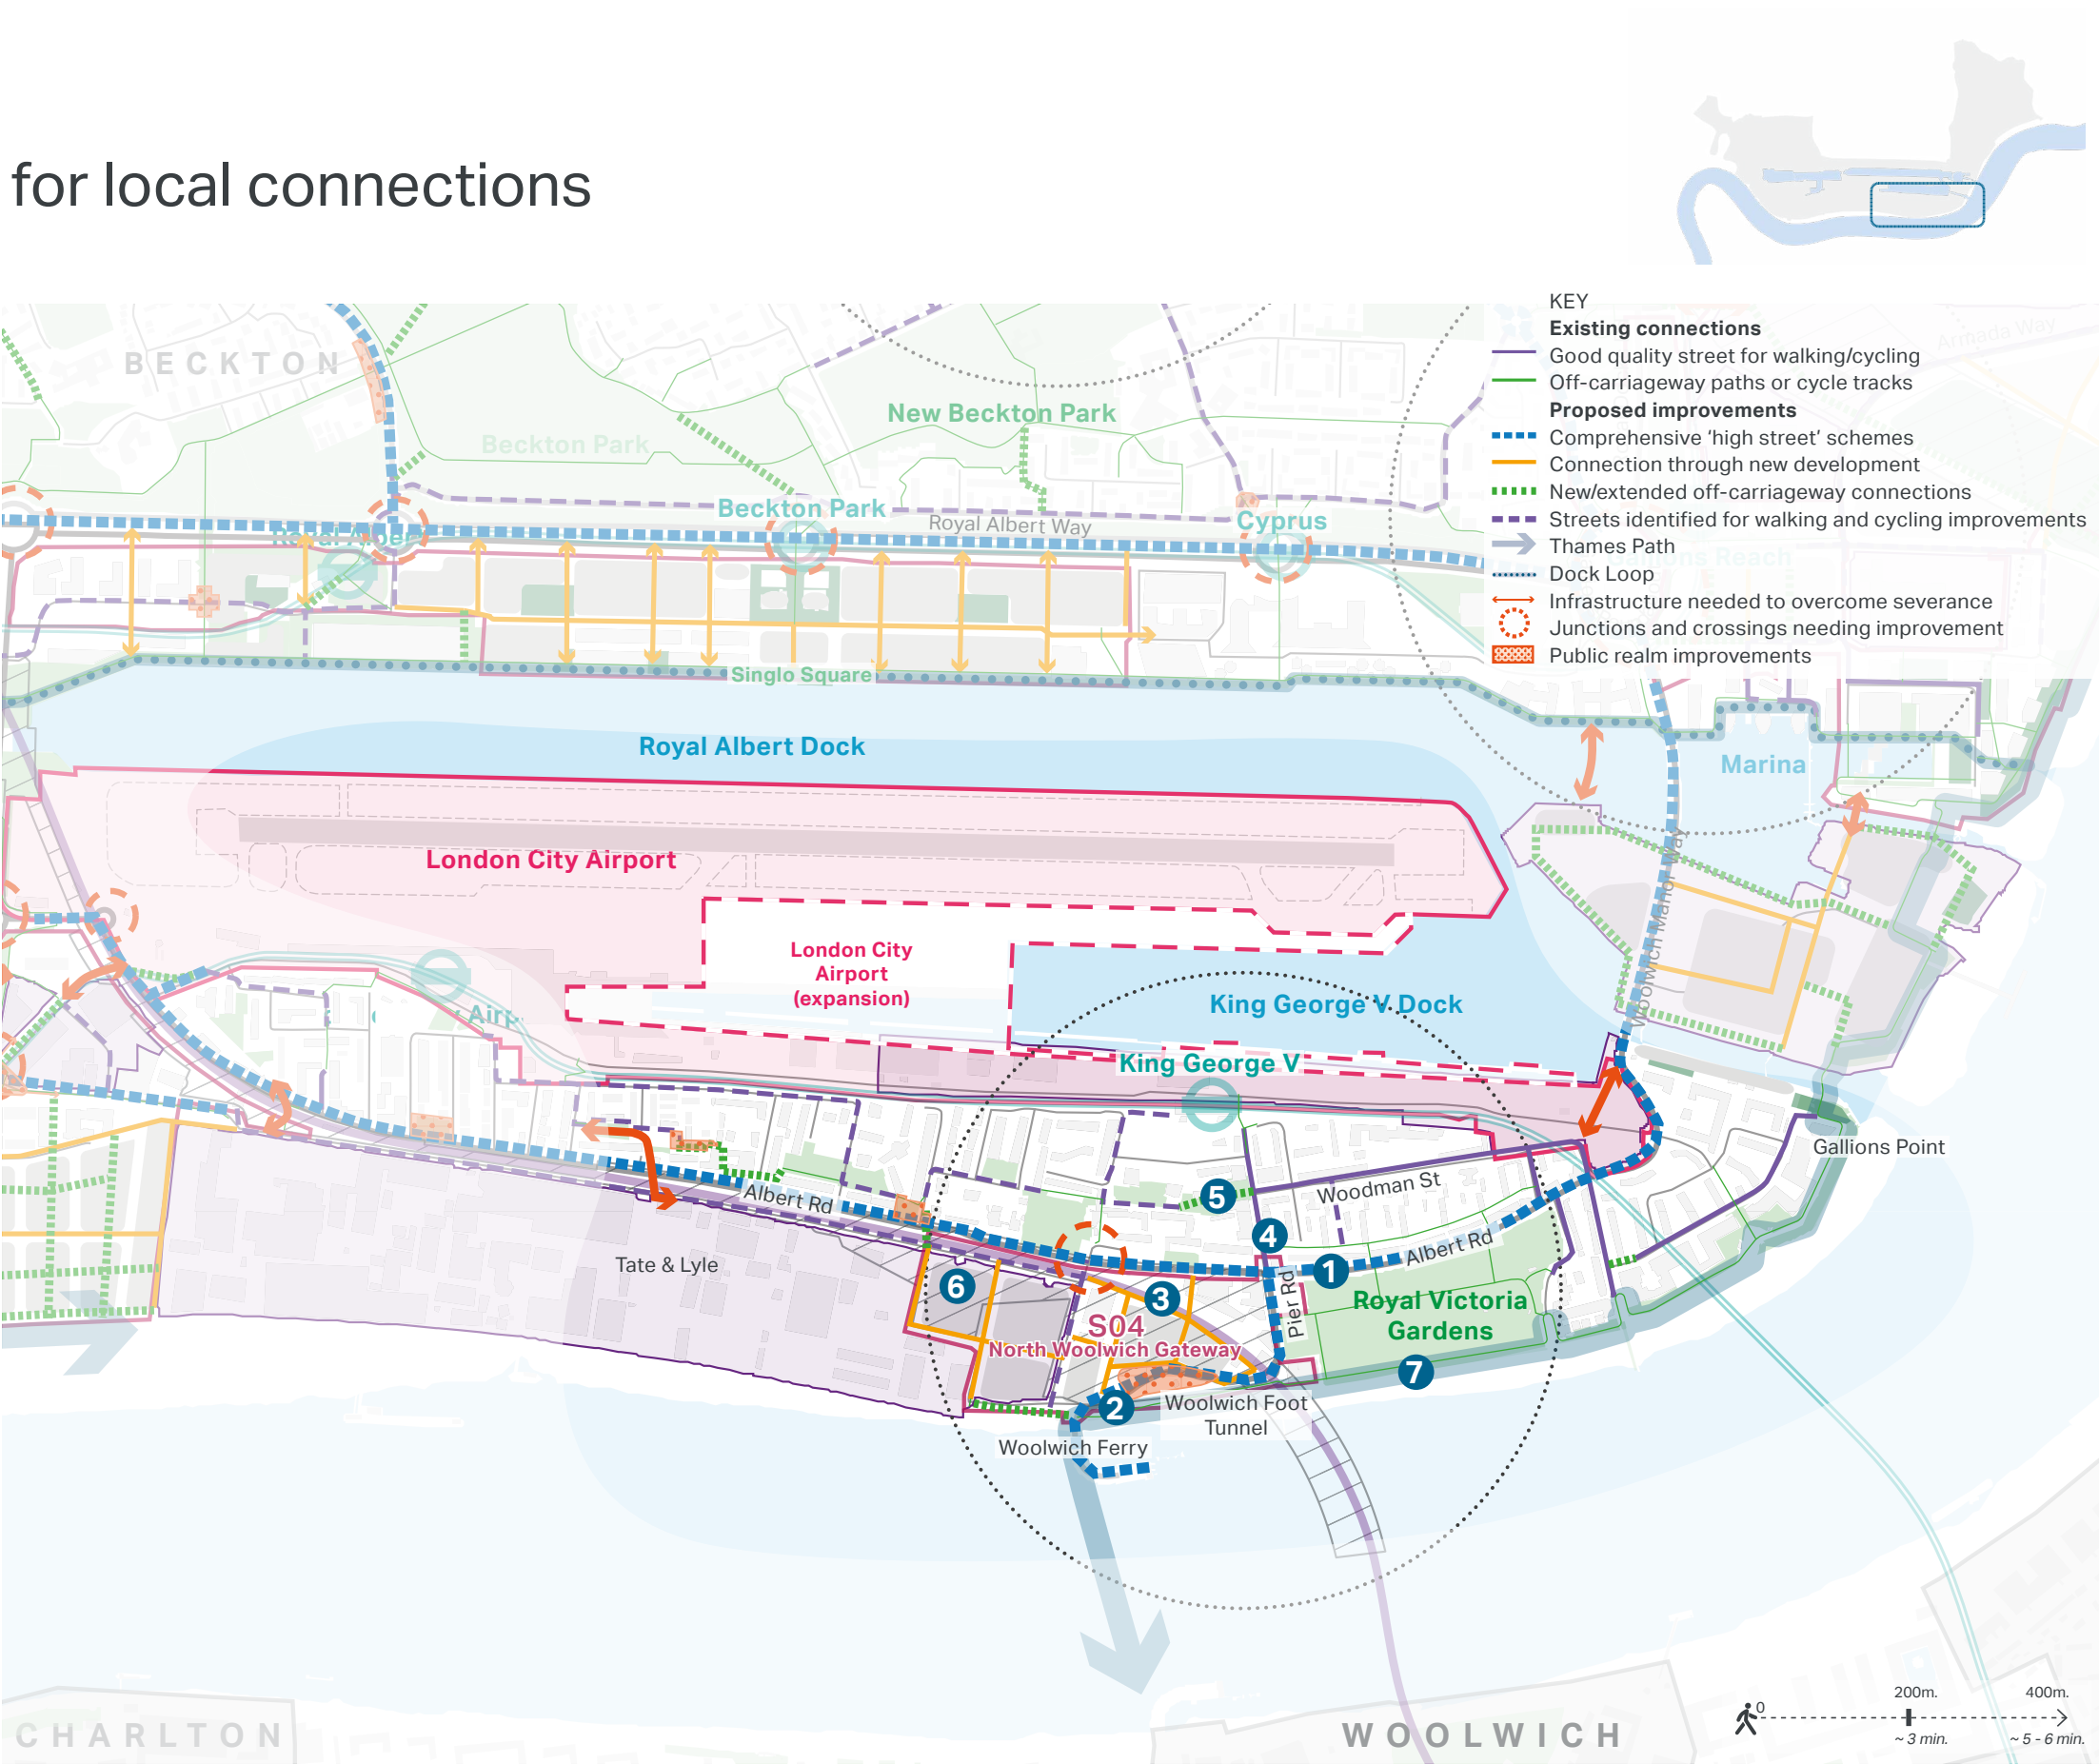 for local connections
KEY
Existing connections
Good quality street for walking/cycling
Off-carriageway paths or cycle tracks
Proposed improvements
Comprehensive ‘high street’ schemes
Connection through new development
New/extended off-carriageway connections
Streets identified for walking and cycling improvements
Thames Path
Dock Loop
Infrastructure needed to overcome severance
Junctions and crossings needing improvement
Public realm improvements
Armada Way
BECKTON
New Beckton Park
Beckton Park
Beckton Park
Royal Albert Way
Cyprus
Royal Albert
Reach
Singlo Square
Royal Albert Dock
Marina
London City Airport
Woolwich Manor Way
London City
Airport
(expansion)
King George V Dock
King George V
Gallions Point
Albert Rd
Woodman St
5
4
Albert Rd
Tate & Lyle
1
6
3
Pier Rd
Royal Victoria
Gardens
S04
North Woolwich Gateway
7
2
Woolwich Foot
Tunnel
Woolwich Ferry
CHARLTON
WOOLWICH
0
200m.
400m.
~ 3 min.
~ 5 - 6 min.